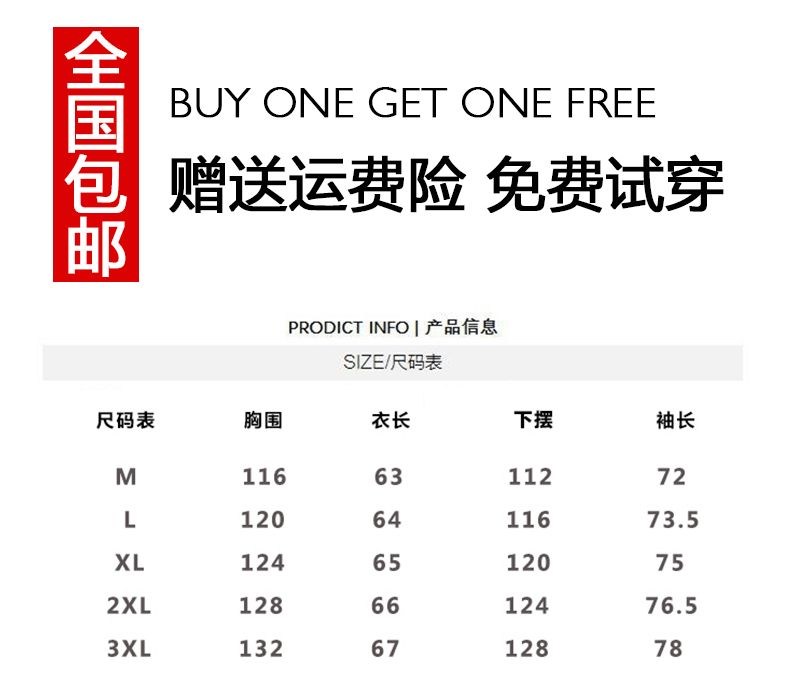 全国包邮
BUY ONE GET ONE FREE
赠送运费险 免费试穿
PRODICT INFO | 产品信息
SIZE/尺码表
尺码表 胸围 衣长 下摆 袖长
M 116 63 112 72
L 120 64 116 73.5
XL 124 65 120 75
2XL 128 66 124 76.5
3XL 132 67 128 78